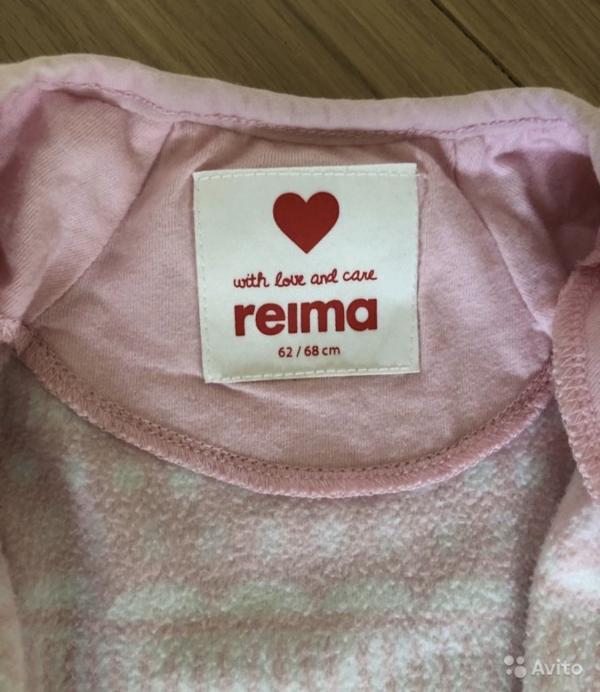 with love and care
reima
62 / 68 cm
Avito